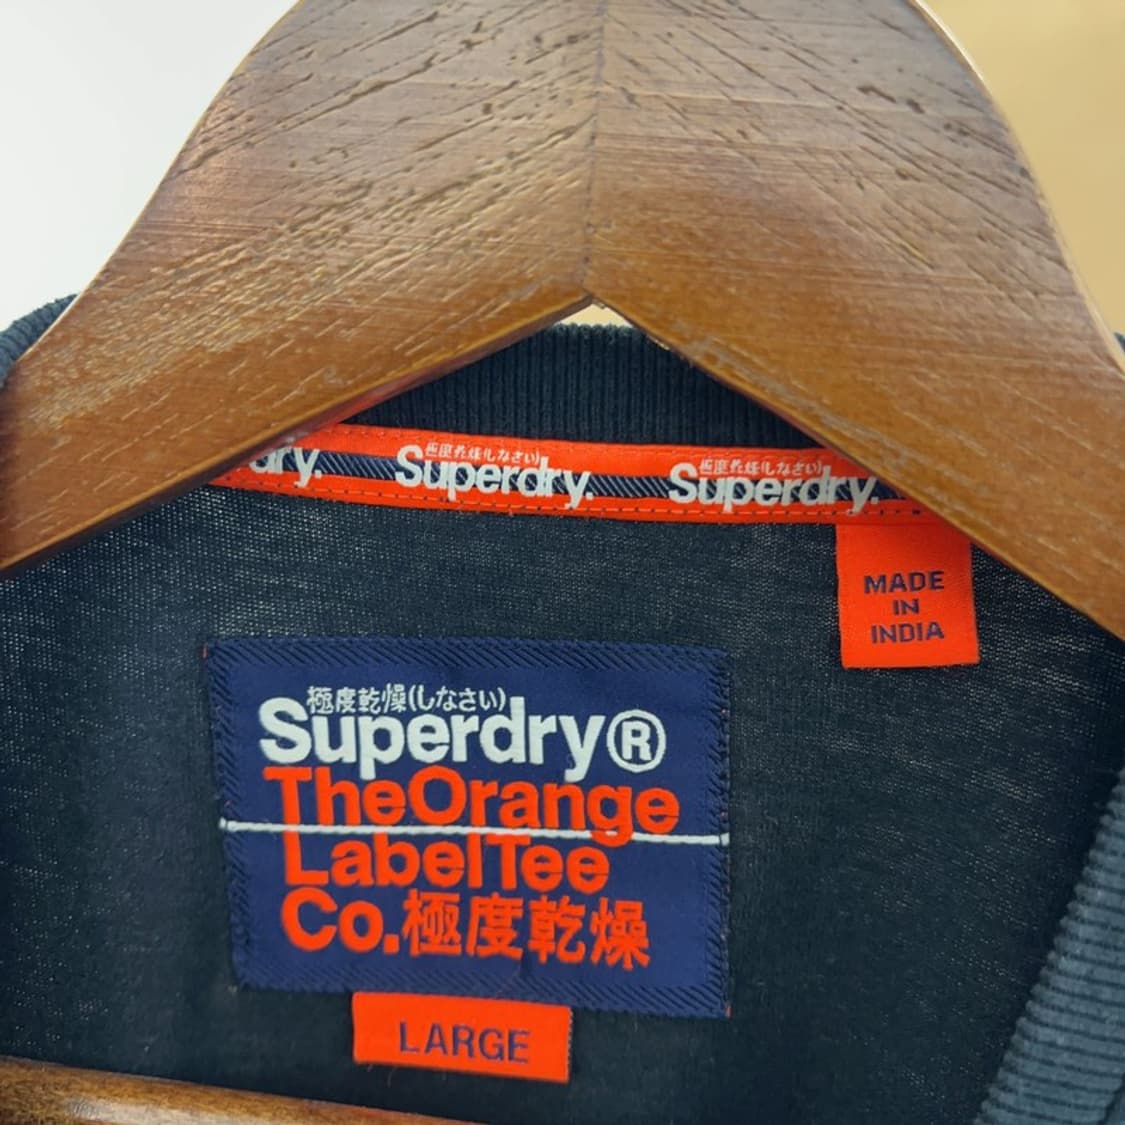 dry.
極度乾燥(しなさい)
Superdry.
極度乾燥(しなさい)
Superdry.
MADE
IN
INDIA
極度乾燥(しなさい)
Superdry®
TheOrange
LabelTee
Co.極度乾燥
LARGE